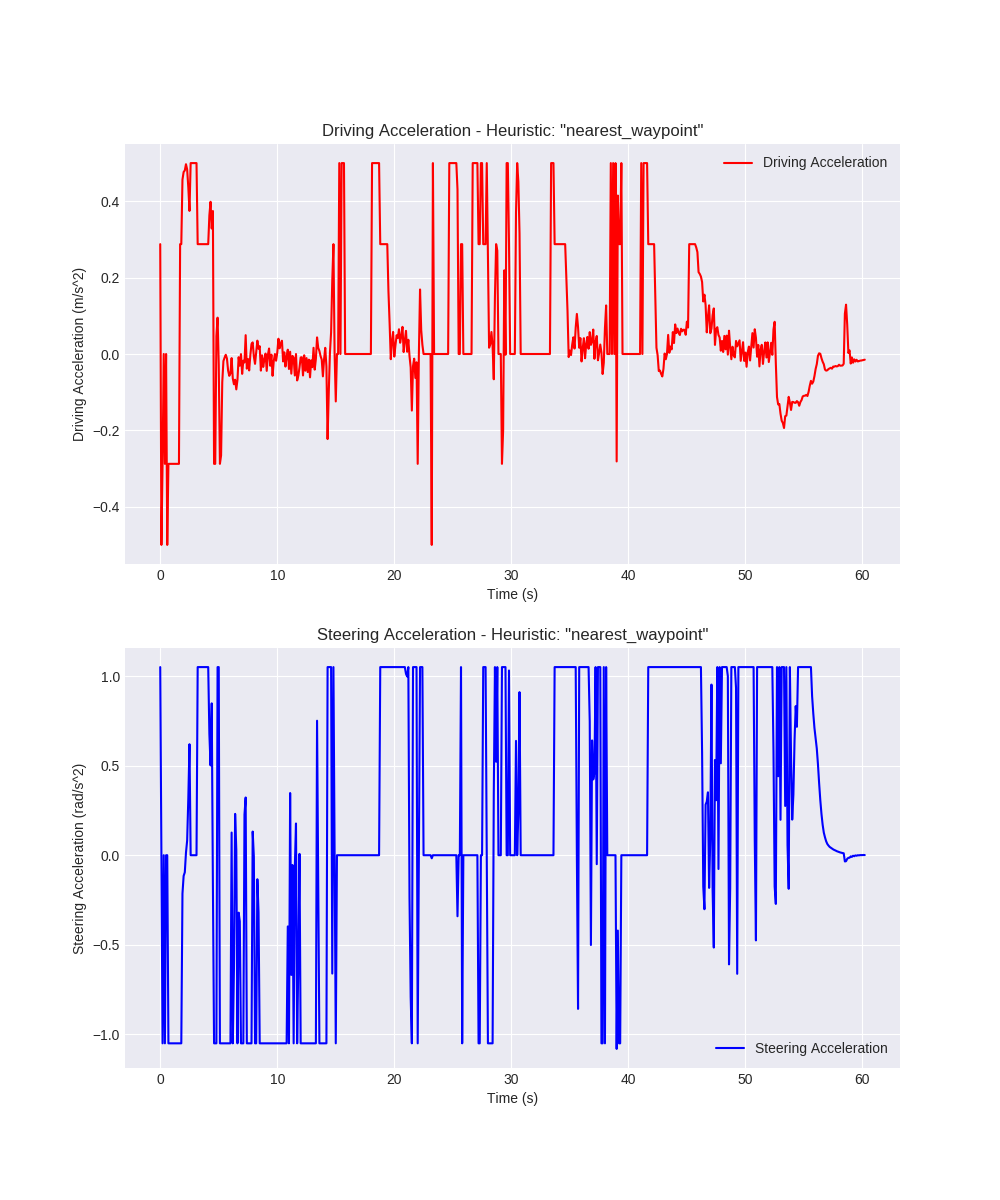 Driving Acceleration - Heuristic: "nearest_waypoint"
Driving Acceleration
0.4
0.2
0.0
−0.2
−0.4
Driving Acceleration (m/s^2)
0 10 20 30 40 50 60
Time (s)
Steering Acceleration - Heuristic: "nearest_waypoint"
1.0
0.5
0.0
−0.5
−1.0
Steering Acceleration (rad/s^2)
Steering Acceleration
0 10 20 30 40 50 60
Time (s)